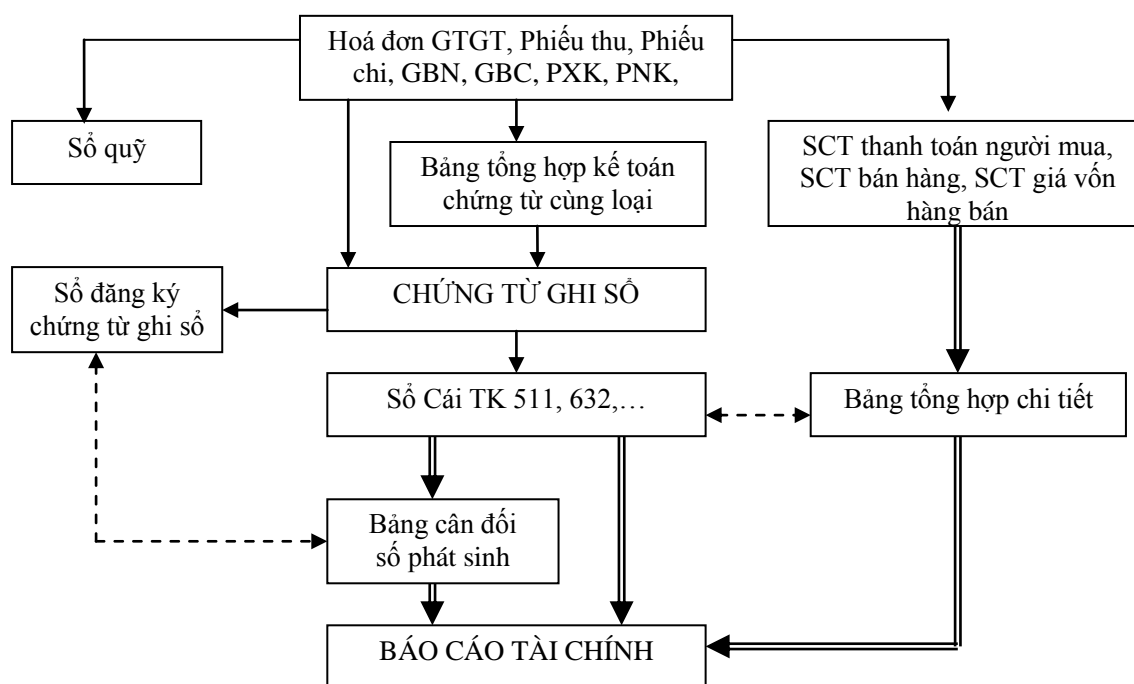 Hoá đơn GTGT, Phiếu thu, Phiếu
chi, GBN, GBC, PXK, PNK,
Sổ quỹ
Bảng tổng hợp kế toán
chứng từ cùng loại
SCT thanh toán người mua,
SCT bán hàng, SCT giá vốn
hàng bán
Sổ đăng ký
chứng từ ghi sổ
CHỨNG TỪ GHI SỔ
Sổ Cái TK 511, 632,…
Bảng tổng hợp chi tiết
Bảng cân đối
số phát sinh
BÁO CÁO TÀI CHÍNH